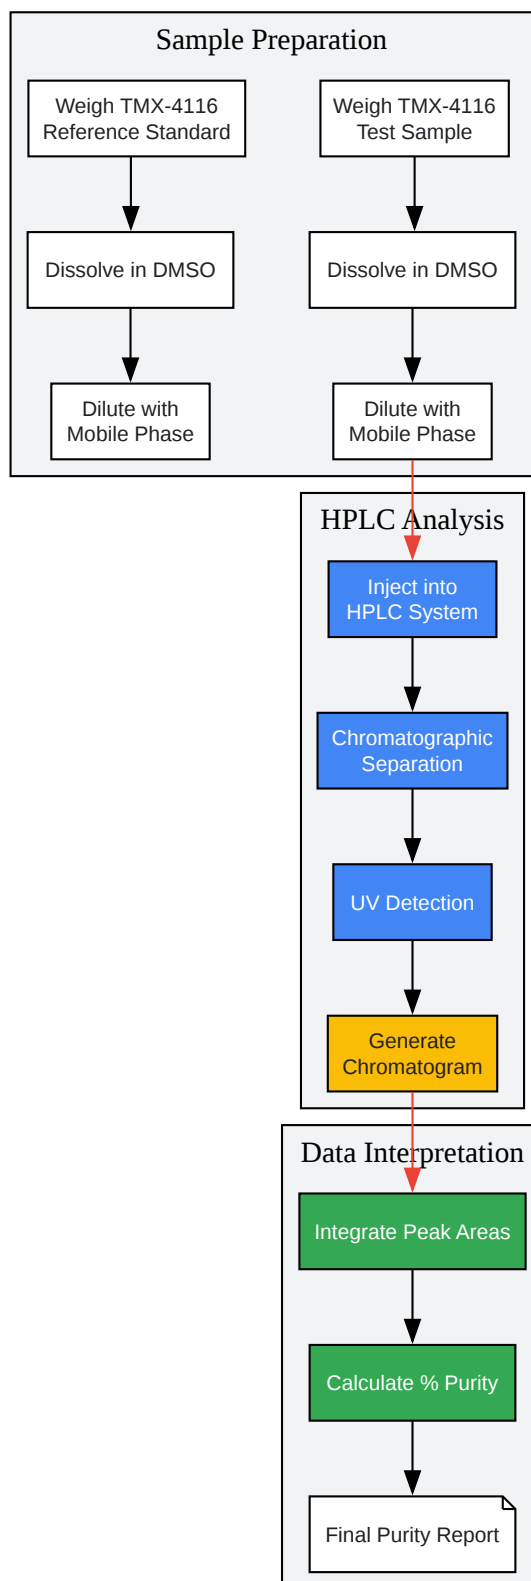 Sample Preparation
Weigh TMX-4116
Reference Standard
Weigh TMX-4116
Test Sample
Dissolve in DMSO
Dissolve in DMSO
Dilute with
Mobile Phase
Dilute with
Mobile Phase
HPLC Analysis
Inject into
HPLC System
Chromatographic
Separation
UV Detection
Generate
Chromatogram
Data Interpretation
Integrate Peak Areas
Calculate % Purity
Final Purity Report